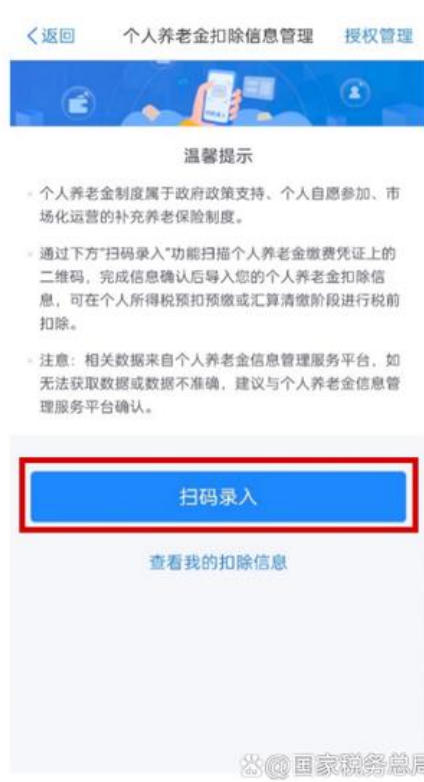 返回 个人养老金扣除信息管理 授权管理
温馨提示
个人养老金制度属于政府政策支持、个人自愿参加、市
场化运营的补充养老保险制度。
通过下方“扫码录入”功能扫描个人养老金缴费凭证上的
二维码，完成信息确认后导入您的个人养老金扣除信
息，可在个人所得税预扣预缴或汇算清缴阶段进行税前
扣除。
注意：相关数据来自个人养老金信息管理服务平台，如
无法获取数据或数据不准确，建议与个人养老金信息管
理服务平台确认。
扫码录入
查看我的扣除信息
@国家税务总局